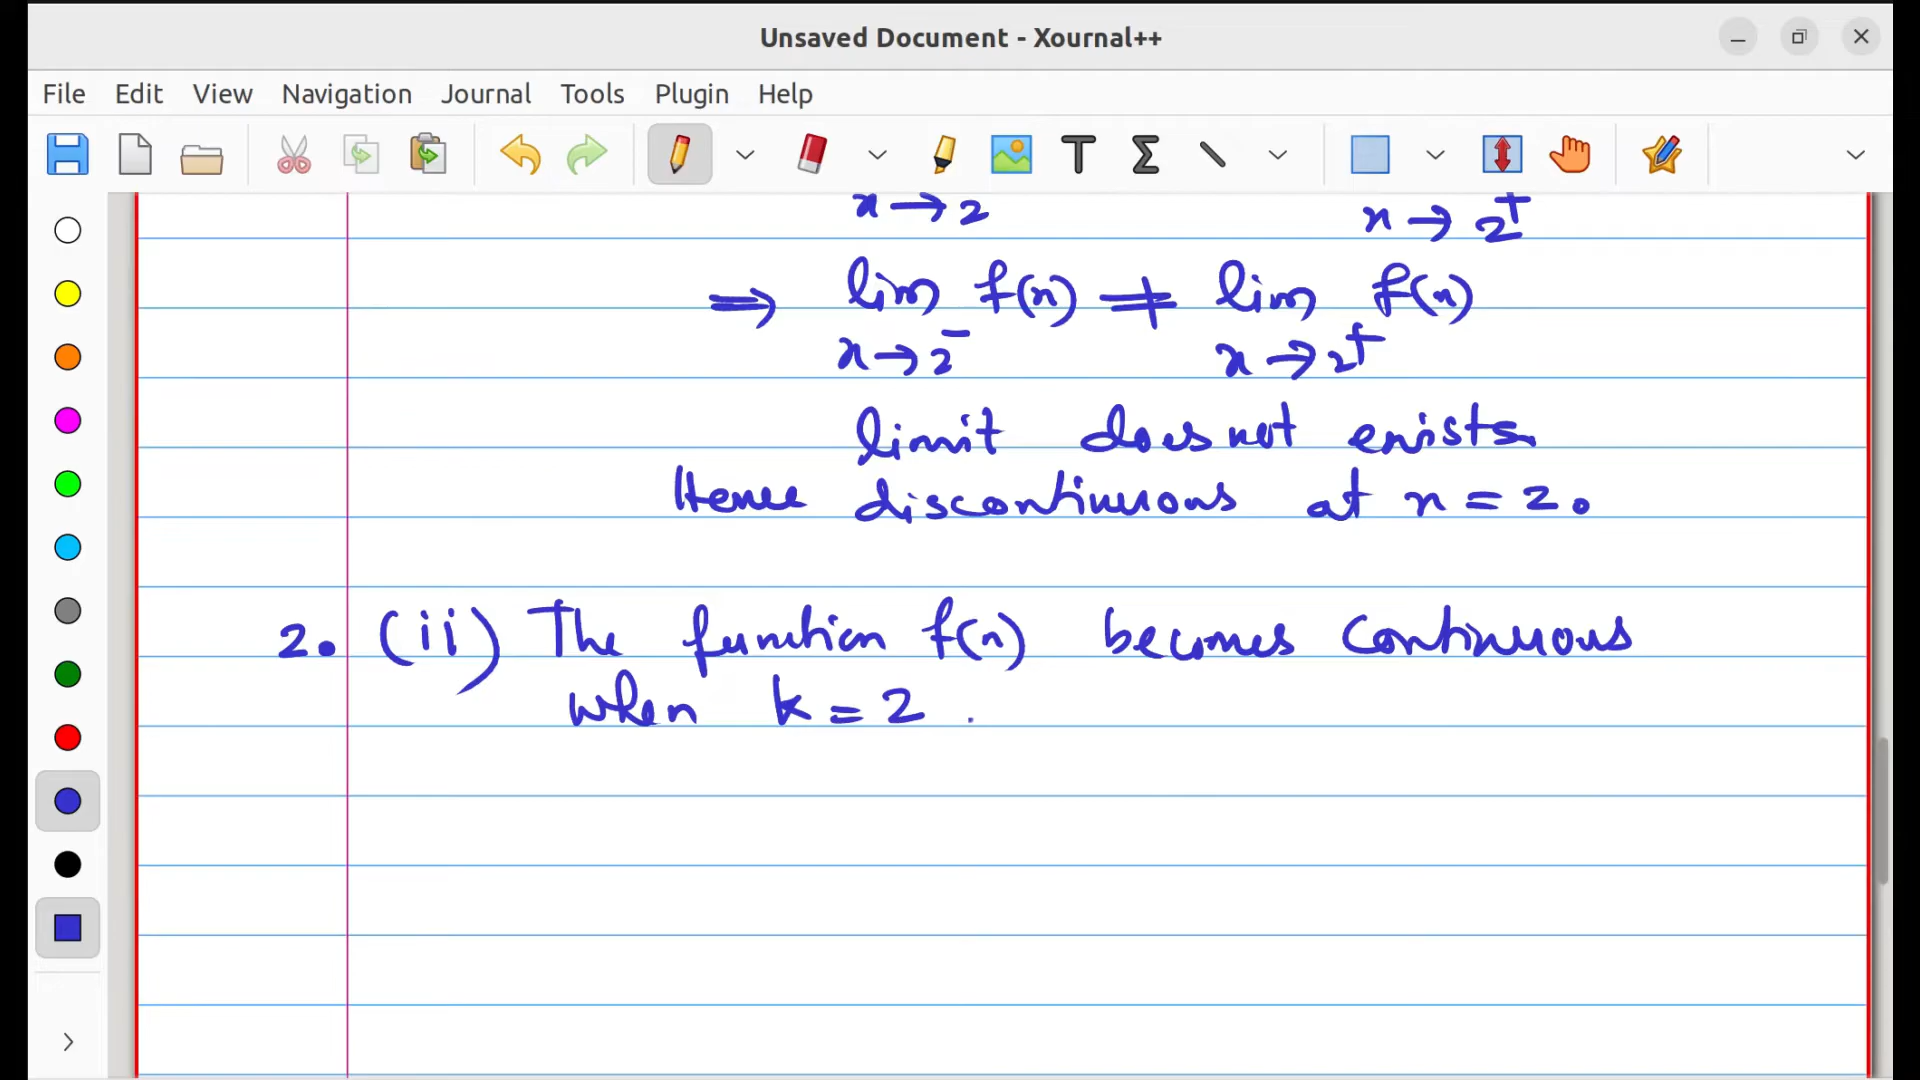 Unsaved Document - Xournal++
File Edit View Navigation Journal Tools Plugin Help
x → 2 x → 2⁺
⇒ lim f(x) ≠ lim f(x)
x → 2⁻ x → 2⁺
limit does not exists.
Hence discontinuous at x = 2.
2. (ii) The function f(x) becomes continuous
when k = 2 .